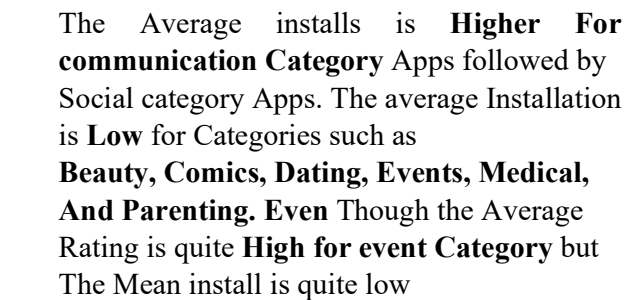 The Average installs is Higher For
communication Category Apps followed by
Social category Apps. The average Installation
is Low for Categories such as
Beauty, Comics, Dating, Events, Medical,
And Parenting. Even Though the Average
Rating is quite High for event Category but
The Mean install is quite low